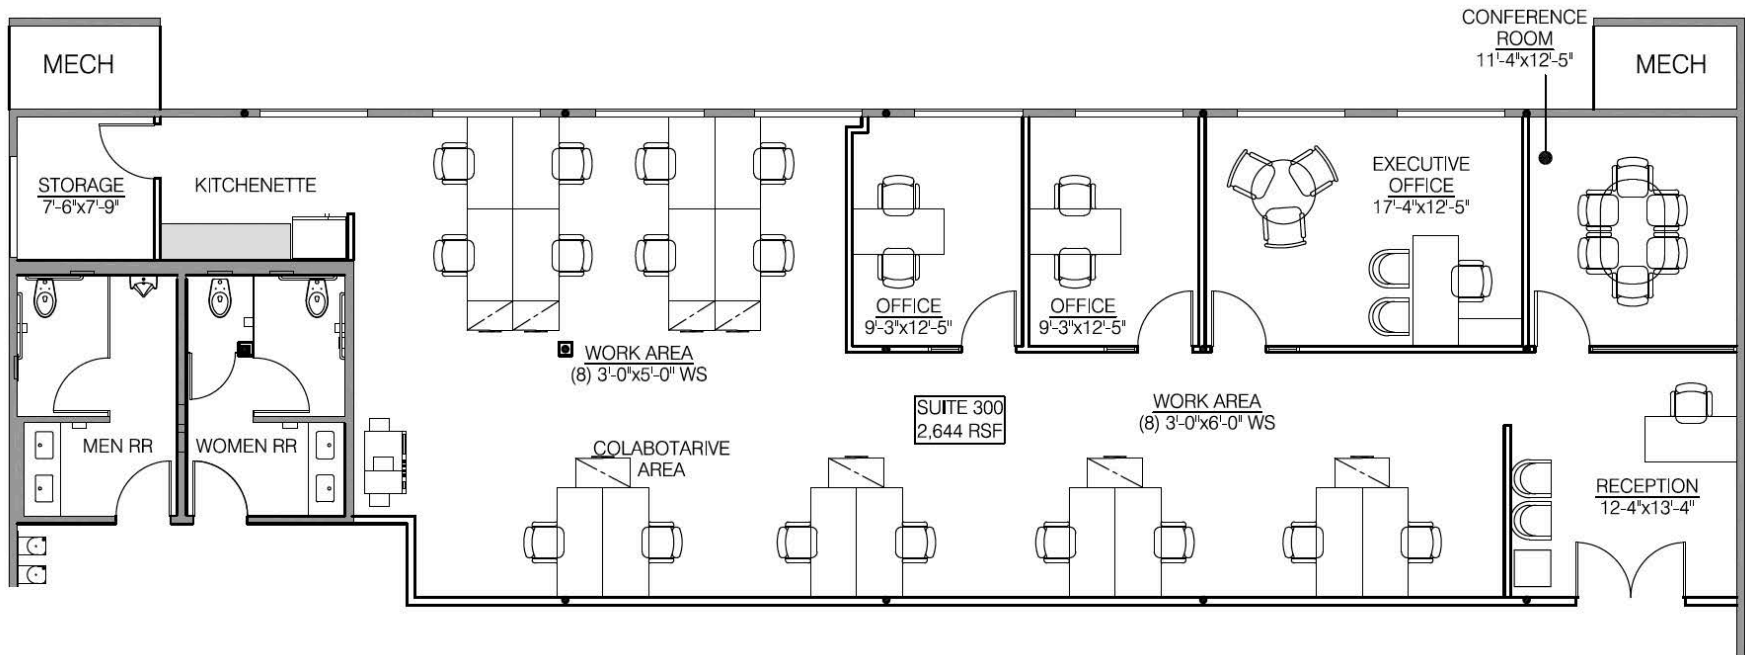 CONFERENCE
ROOM
11'-4"x12'-5"
MECH
MECH
STORAGE
7'-6"x7'-9"
KITCHENETTE
EXECUTIVE
OFFICE
17'-4"x12'-5"
OFFICE
9'-3"x12'-5"
OFFICE
9'-3"x12'-5"
WORK AREA
(8) 3'-0"x5'-0" WS
SUITE 300
2,644 RSF
WORK AREA
(8) 3'-0"x6'-0" WS
MEN RR
WOMEN RR
COLABOTARIVE
AREA
RECEPTION
12-4"x13'-4"